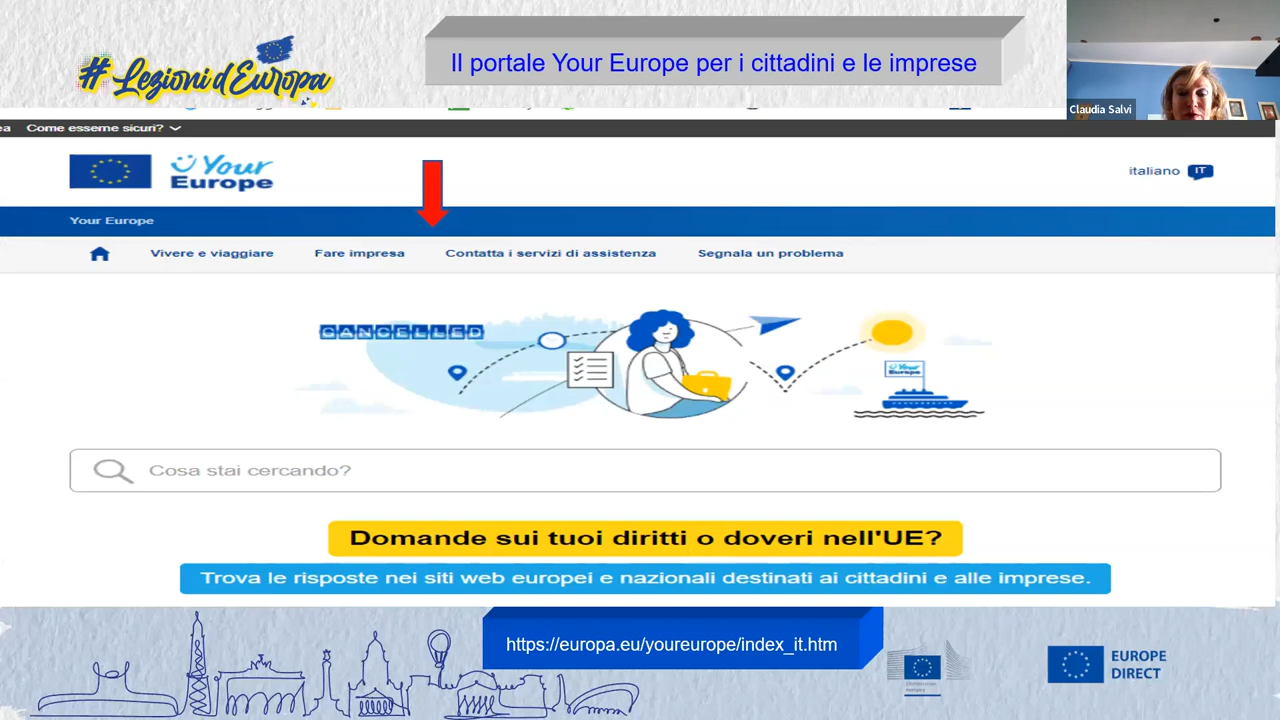 #LezionidEuropa
Il portale Your Europe per i cittadini e le imprese
Claudia Salvi
ea Come esserne sicuri?
Your
Europe
italiano IT
Your Europe
Vivere e viaggiare Fare impresa Contatta i servizi di assistenza Segnala un problema
CANCELLED
Your
Europe
Cosa stai cercando?
Domande sui tuoi diritti o doveri nell'UE?
Trova le risposte nei siti web europei e nazionali destinati ai cittadini e alle imprese.
https://europa.eu/youreurope/index_it.htm
EUROPE
DIRECT